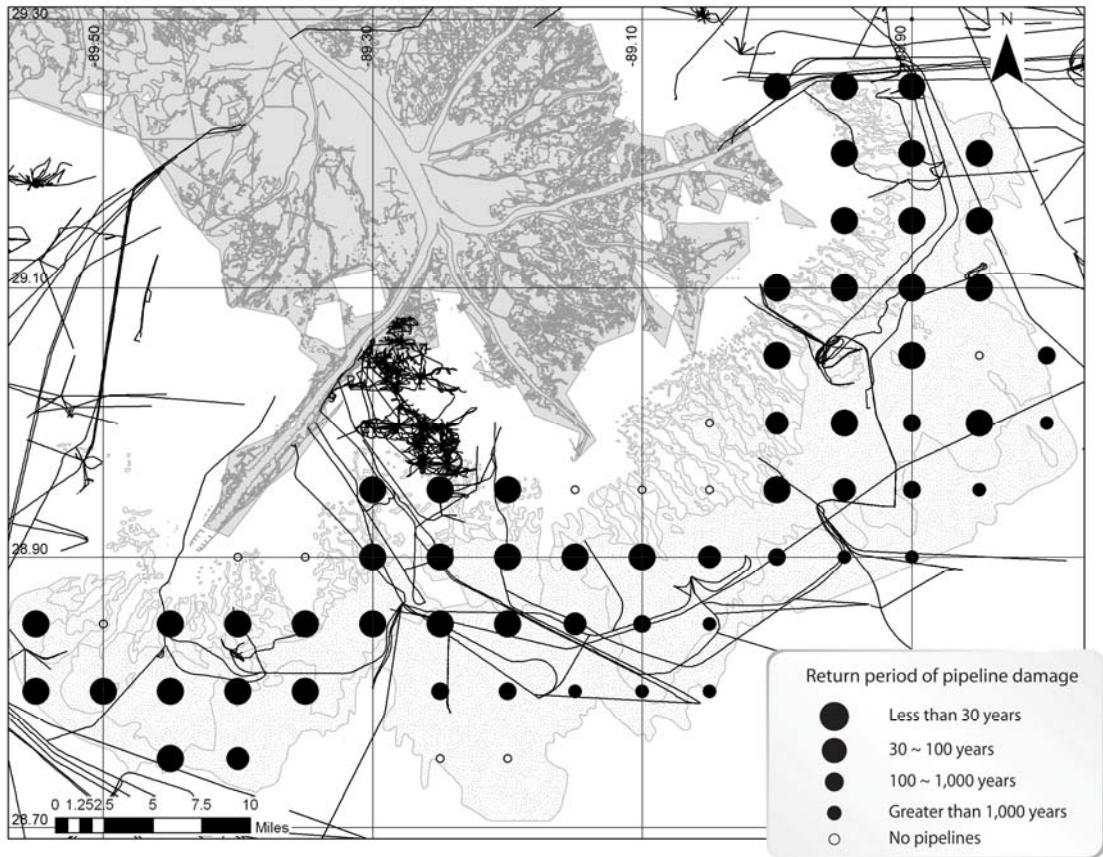 29.30
-89.50
-89.30
-89.10
-88.90
N
29.10
28.90
28.70
0 1.252.5 5 7.5 10
Miles
Return period of pipeline damage
Less than 30 years
30 ~ 100 years
100 ~ 1,000 years
Greater than 1,000 years
No pipelines